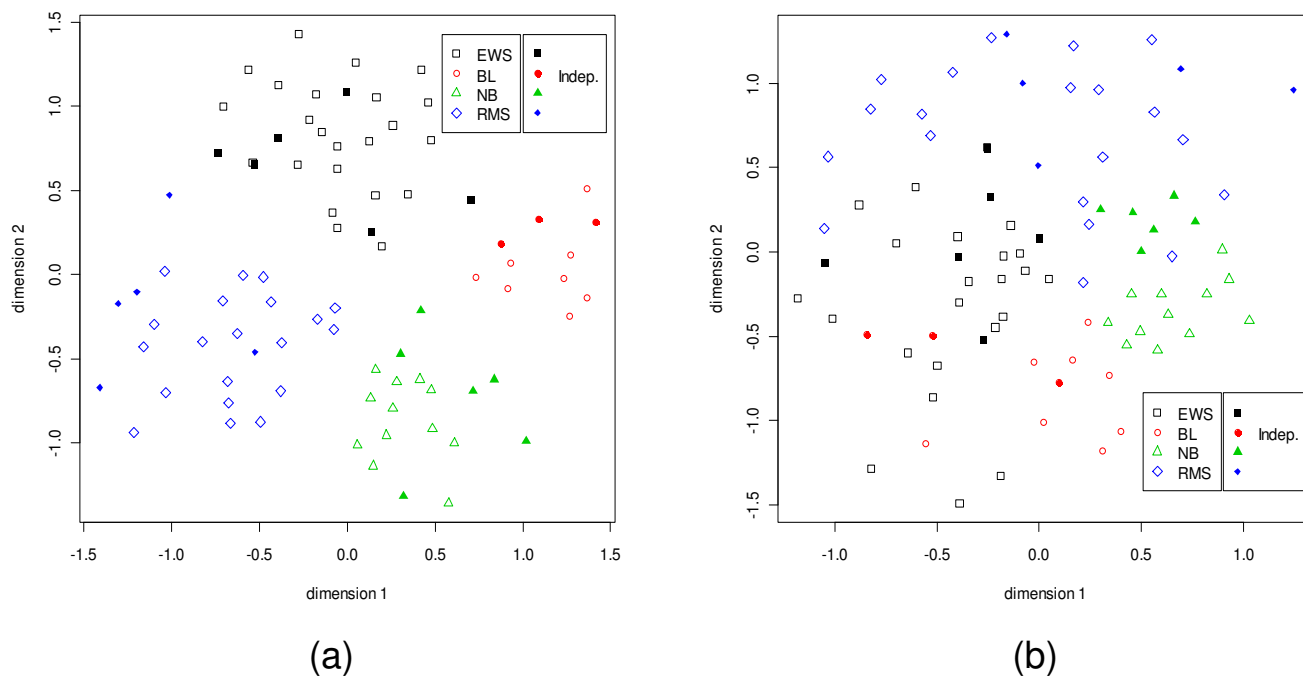 1.5
1.0
0.5
0.0
-0.5
-1.0
dimension 2
EWS
BL
NB
RMS
Indep.
-1.5 -1.0 -0.5 0.0 0.5 1.0 1.5
dimension 1
(a)
1.0
0.5
0.0
-0.5
-1.0
-1.5
dimension 2
EWS
BL
NB
RMS
Indep.
-1.0 -0.5 0.0 0.5 1.0
dimension 1
(b)